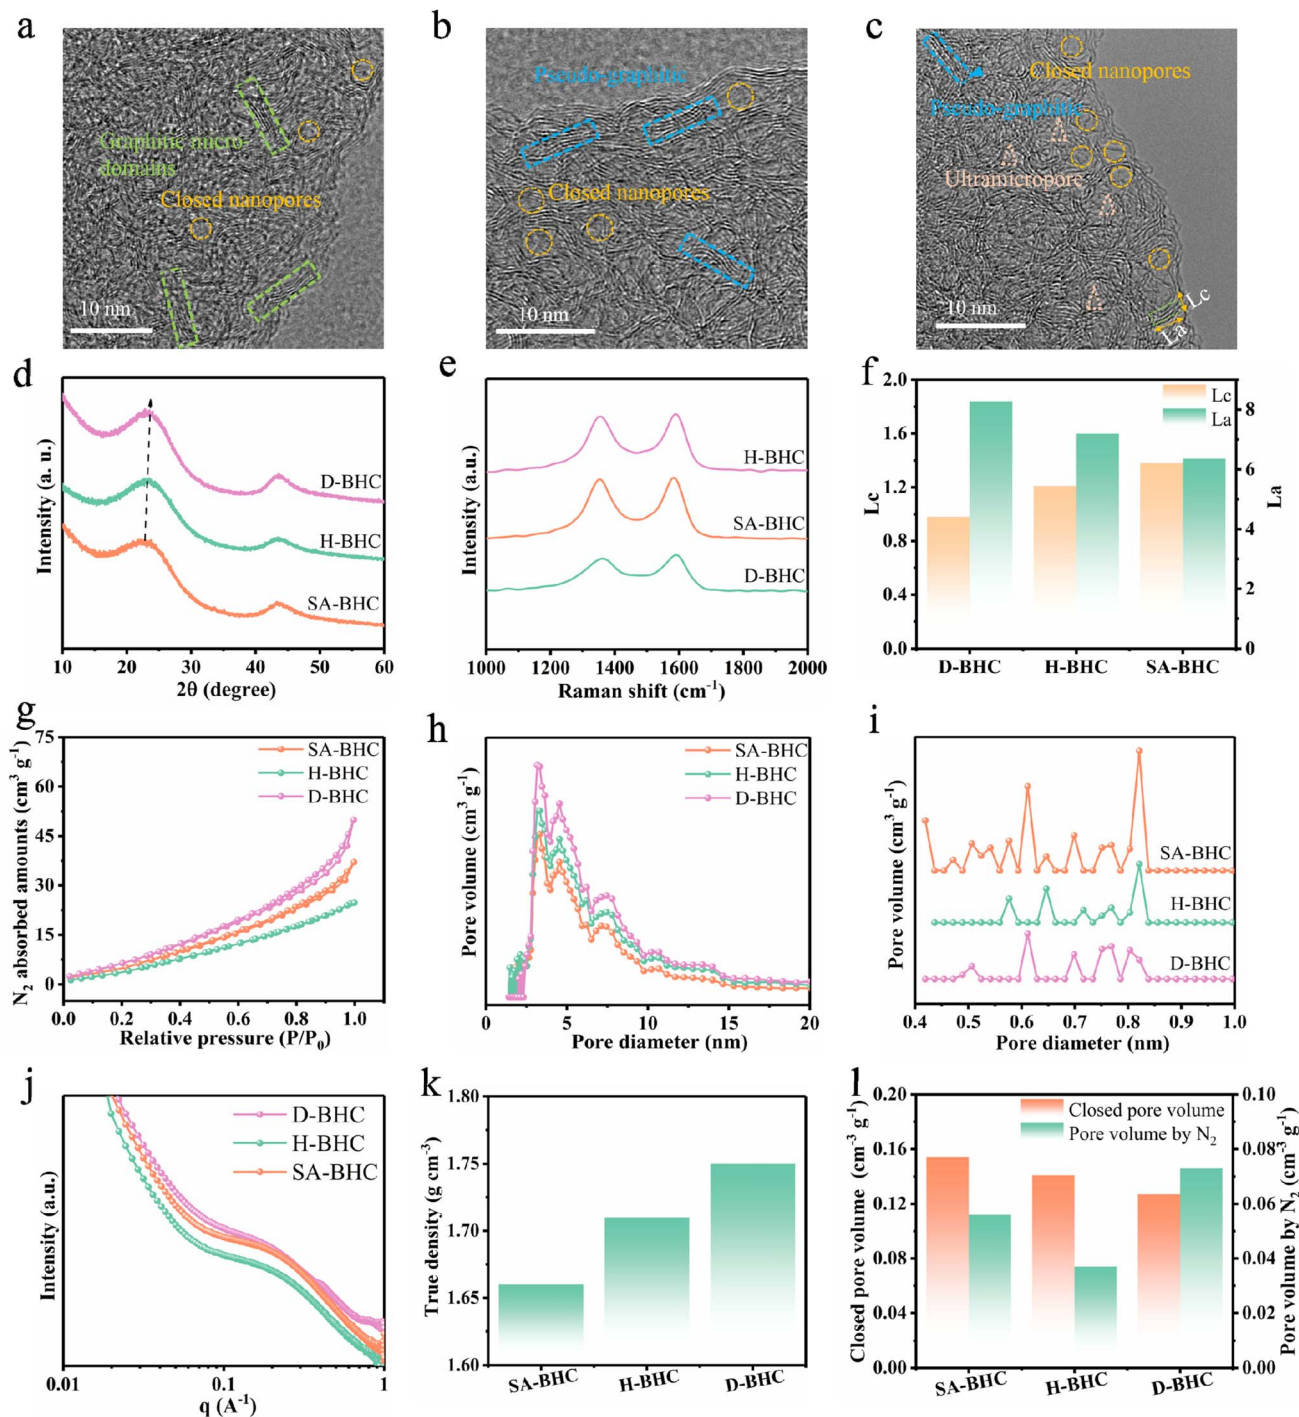 a
Graphitic micro-
domains
Closed nanopores
10 nm
b
Pseudo-graphitic
Closed nanopores
10 nm
c
Closed nanopores
Pseudo-graphitic
Ultramicropore
10 nm
Lc
La
d
Intensity (a. u.)
D-BHC
H-BHC
SA-BHC
10 20 30 40 50 60
2θ (degree)
e
Intensity (a.u.)
H-BHC
SA-BHC
D-BHC
1000 1200 1400 1600 1800 2000
Raman shift (cm⁻¹)
f
Lc
La
2.0
1.6
1.2
0.8
0.4
0.0
Lc
8
6
4
2
0
La
D-BHC H-BHC SA-BHC
g
N₂ absorbed amounts (cm³ g⁻¹)
75
60
45
30
15
0
SA-BHC
H-BHC
D-BHC
0.0 0.2 0.4 0.6 0.8 1.0
Relative pressure (P/P₀)
h
Pore volume (cm³ g⁻¹)
SA-BHC
H-BHC
D-BHC
0 5 10 15 20
Pore diameter (nm)
i
Pore volume (cm³ g⁻¹)
SA-BHC
H-BHC
D-BHC
0.4 0.5 0.6 0.7 0.8 0.9 1.0
Pore diameter (nm)
j
Intensity (a.u.)
D-BHC
H-BHC
SA-BHC
0.01 0.1 1
q (A⁻¹)
k
True density (g cm⁻³)
1.80
1.75
1.70
1.65
1.60
SA-BHC H-BHC D-BHC
l
Closed pore volume (cm⁻³ g⁻¹)
0.20
0.16
0.12
0.08
0.04
0.00
Closed pore volume
Pore volume by N₂
0.10
0.08
0.06
0.04
0.02
0.00
Pore volume by N₂ (cm⁻³ g⁻¹)
SA-BHC H-BHC D-BHC